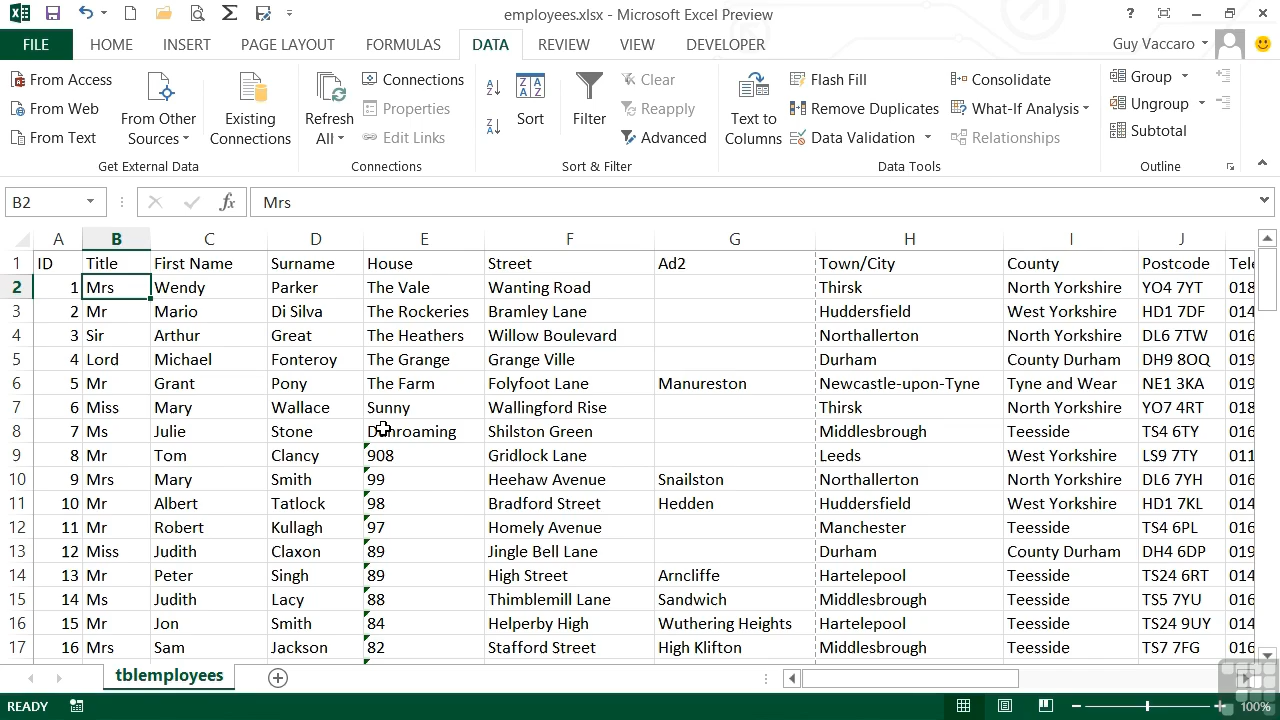 employees.xlsx - Microsoft Excel Preview
FILE HOME INSERT PAGE LAYOUT FORMULAS DATA REVIEW VIEW DEVELOPER Guy Vaccaro
From Access
From Web
From Text
From Other Sources
Existing Connections
Get External Data
Refresh All
Connections
Properties
Edit Links
Connections
Sort
Filter
Clear
Reapply
Advanced
Sort & Filter
Text to Columns
Flash Fill
Remove Duplicates
Data Validation
Consolidate
What-If Analysis
Relationships
Data Tools
Group
Ungroup
Subtotal
Outline
B2 fx Mrs
A B C D E F G H I J
1 ID Title First Name Surname House Street Ad2 Town/City County Postcode Tele
2 1 Mrs Wendy Parker The Vale Wanting Road Thirsk North Yorkshire YO4 7YT 018
3 2 Mr Mario Di Silva The Rockeries Bramley Lane Huddersfield West Yorkshire HD1 7DF 014
4 3 Sir Arthur Great The Heathers Willow Boulevard Northallerton North Yorkshire DL6 7TW 016
5 4 Lord Michael Fonteroy The Grange Grange Ville Durham County Durham DH9 8OQ 019
6 5 Mr Grant Pony The Farm Folyfoot Lane Manureston Newcastle-upon-Tyne Tyne and Wear NE1 3KA 019
7 6 Miss Mary Wallace Sunny Wallingford Rise Thirsk North Yorkshire YO7 4RT 018
8 7 Ms Julie Stone Dunroaming Shilston Green Middlesbrough Teesside TS4 6TY 016
9 8 Mr Tom Clancy 908 Gridlock Lane Leeds West Yorkshire LS9 7TY 011
10 9 Mrs Mary Smith 99 Heehaw Avenue Snailston Northallerton North Yorkshire DL6 7YH 016
11 10 Mr Albert Tatlock 98 Bradford Street Hedden Huddersfield West Yorkshire HD1 7KL 014
12 11 Mr Robert Kullagh 97 Homely Avenue Manchester Teesside TS4 6PL 016
13 12 Miss Judith Claxon 89 Jingle Bell Lane Durham County Durham DH4 6DP 019
14 13 Mr Peter Singh 89 High Street Arncliffe Hartelepool Teesside TS24 6RT 014
15 14 Ms Judith Lacy 88 Thimblemill Lane Sandwich Middlesbrough Teesside TS5 7YU 016
16 15 Mr Jon Smith 84 Helperby High Wuthering Heights Hartelepool Teesside TS24 9UY 014
17 16 Mrs Sam Jackson 82 Stafford Street High Klifton Middlesbrough Teesside TS7 7FG 016
tblemployees
READY 100%